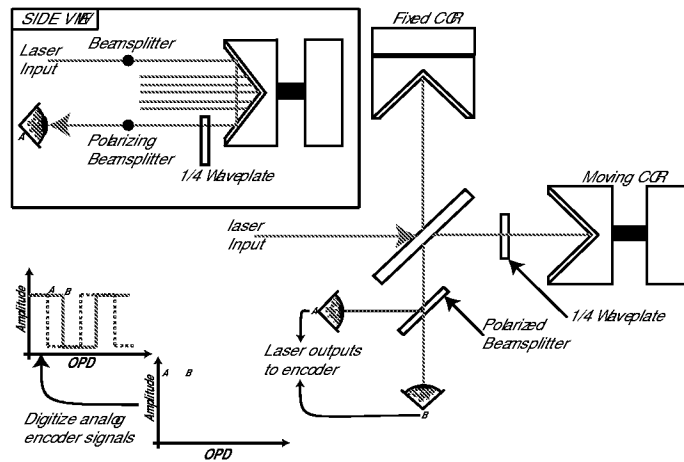 SIDE VIEW
Laser
Input
Beamsplitter
A
Polarizing
Beamsplitter
1/4 Waveplate
Fixed CCR
Moving CCR
laser
Input
1/4 Waveplate
Polarized
Beamsplitter
A
Laser outputs
to encoder
B
Amplitude
A B
OPD
Digitize analog
encoder signals
Amplitude
A B
OPD